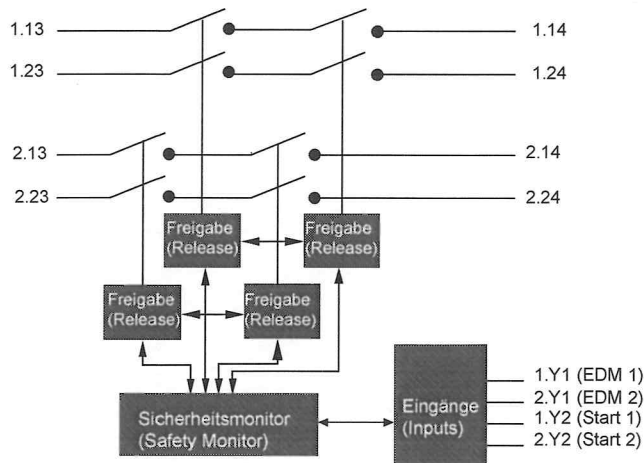 1.13
1.14
1.23
1.24
2.13
2.14
2.23
2.24
Freigabe
(Release)
Freigabe
(Release)
Freigabe
(Release)
Freigabe
(Release)
Sicherheitsmonitor
(Safety Monitor)
Eingänge
(Inputs)
1.Y1 (EDM 1)
2.Y1 (EDM 2)
1.Y2 (Start 1)
2.Y2 (Start 2)